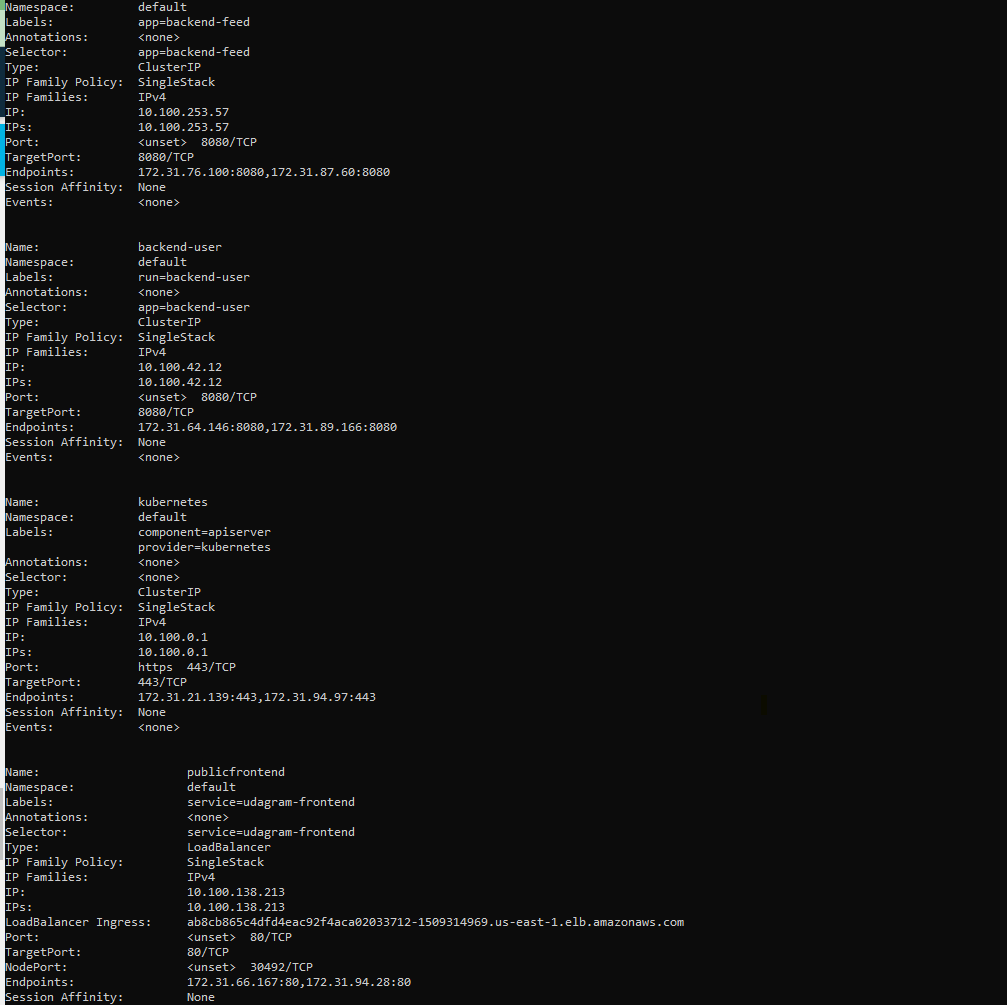 Namespace: default
Labels: app=backend-feed
Annotations: <none>
Selector: app=backend-feed
Type: ClusterIP
IP Family Policy: SingleStack
IP Families: IPv4
IP: 10.100.253.57
IPs: 10.100.253.57
Port: <unset> 8080/TCP
TargetPort: 8080/TCP
Endpoints: 172.31.76.100:8080,172.31.87.60:8080
Session Affinity: None
Events: <none>
Name: backend-user
Namespace: default
Labels: run=backend-user
Annotations: <none>
Selector: app=backend-user
Type: ClusterIP
IP Family Policy: SingleStack
IP Families: IPv4
IP: 10.100.42.12
IPs: 10.100.42.12
Port: <unset> 8080/TCP
TargetPort: 8080/TCP
Endpoints: 172.31.64.146:8080,172.31.89.166:8080
Session Affinity: None
Events: <none>
Name: kubernetes
Namespace: default
Labels: component=apiserver
provider=kubernetes
Annotations: <none>
Selector: <none>
Type: ClusterIP
IP Family Policy: SingleStack
IP Families: IPv4
IP: 10.100.0.1
IPs: 10.100.0.1
Port: https 443/TCP
TargetPort: 443/TCP
Endpoints: 172.31.21.139:443,172.31.94.97:443
Session Affinity: None
Events: <none>
Name: publicfrontend
Namespace: default
Labels: service=udagram-frontend
Annotations: <none>
Selector: service=udagram-frontend
Type: LoadBalancer
IP Family Policy: SingleStack
IP Families: IPv4
IP: 10.100.138.213
IPs: 10.100.138.213
LoadBalancer Ingress: ab8cb865c4dfd4eac92f4aca02033712-1509314969.us-east-1.elb.amazonaws.com
Port: <unset> 80/TCP
TargetPort: 80/TCP
NodePort: <unset> 30492/TCP
Endpoints: 172.31.66.167:80,172.31.94.28:80
Session Affinity: None